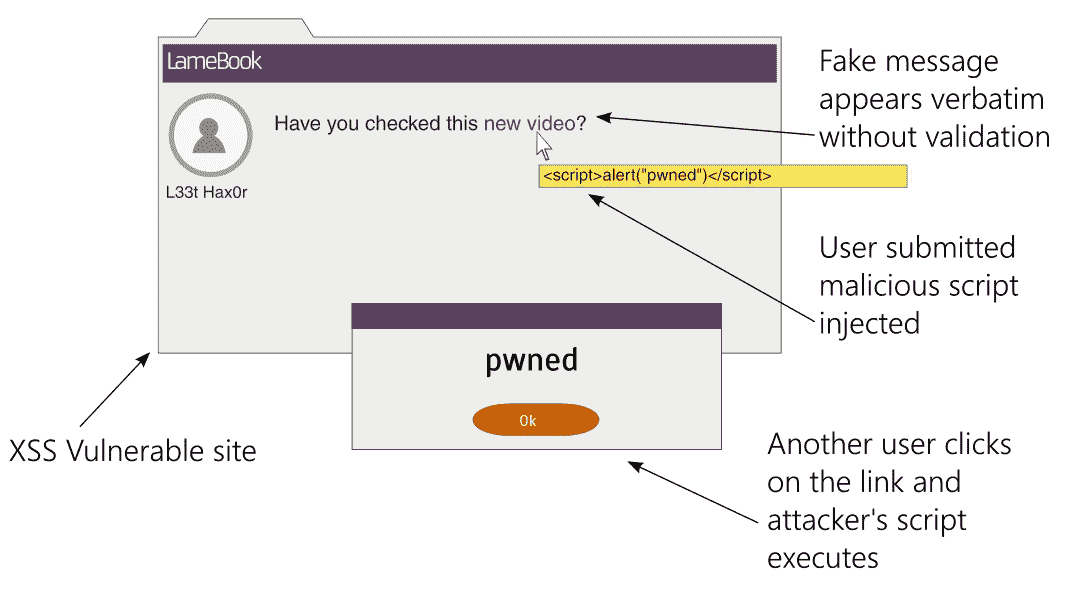 LameBook
Fake message
appears verbatim
without validation
Have you checked this new video?
L33t Hax0r
<script>alert("pwned")</script>
User submitted
malicious script
injected
pwned
Ok
XSS Vulnerable site
Another user clicks
on the link and
attacker's script
executes